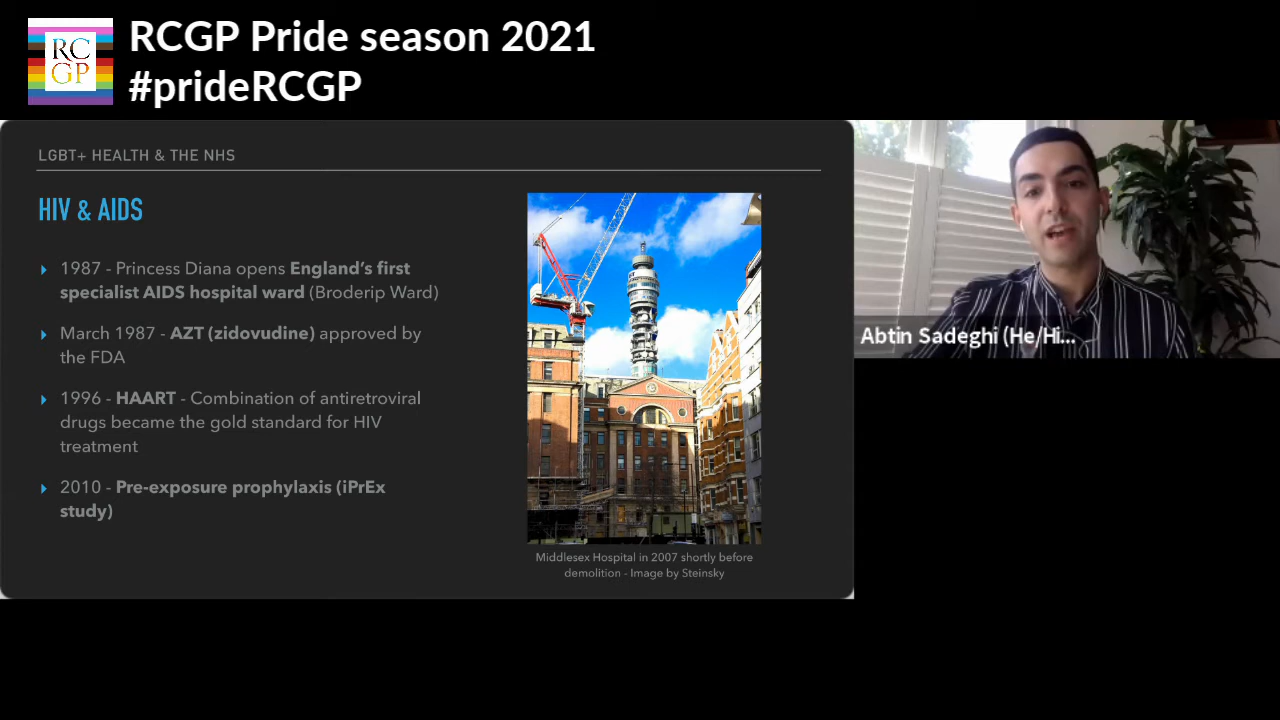 RC
GP
RCGP Pride season 2021
#prideRCGP
LGBT+ HEALTH & THE NHS
HIV & AIDS
1987 - Princess Diana opens England's first
specialist AIDS hospital ward (Broderip Ward)
March 1987 - AZT (zidovudine) approved by
the FDA
1996 - HAART - Combination of antiretroviral
drugs became the gold standard for HIV
treatment
2010 - Pre-exposure prophylaxis (iPrEx
study)
Middlesex Hospital in 2007 shortly before
demolition - Image by Steinsky
Abtin Sadeghi (He/Hi...